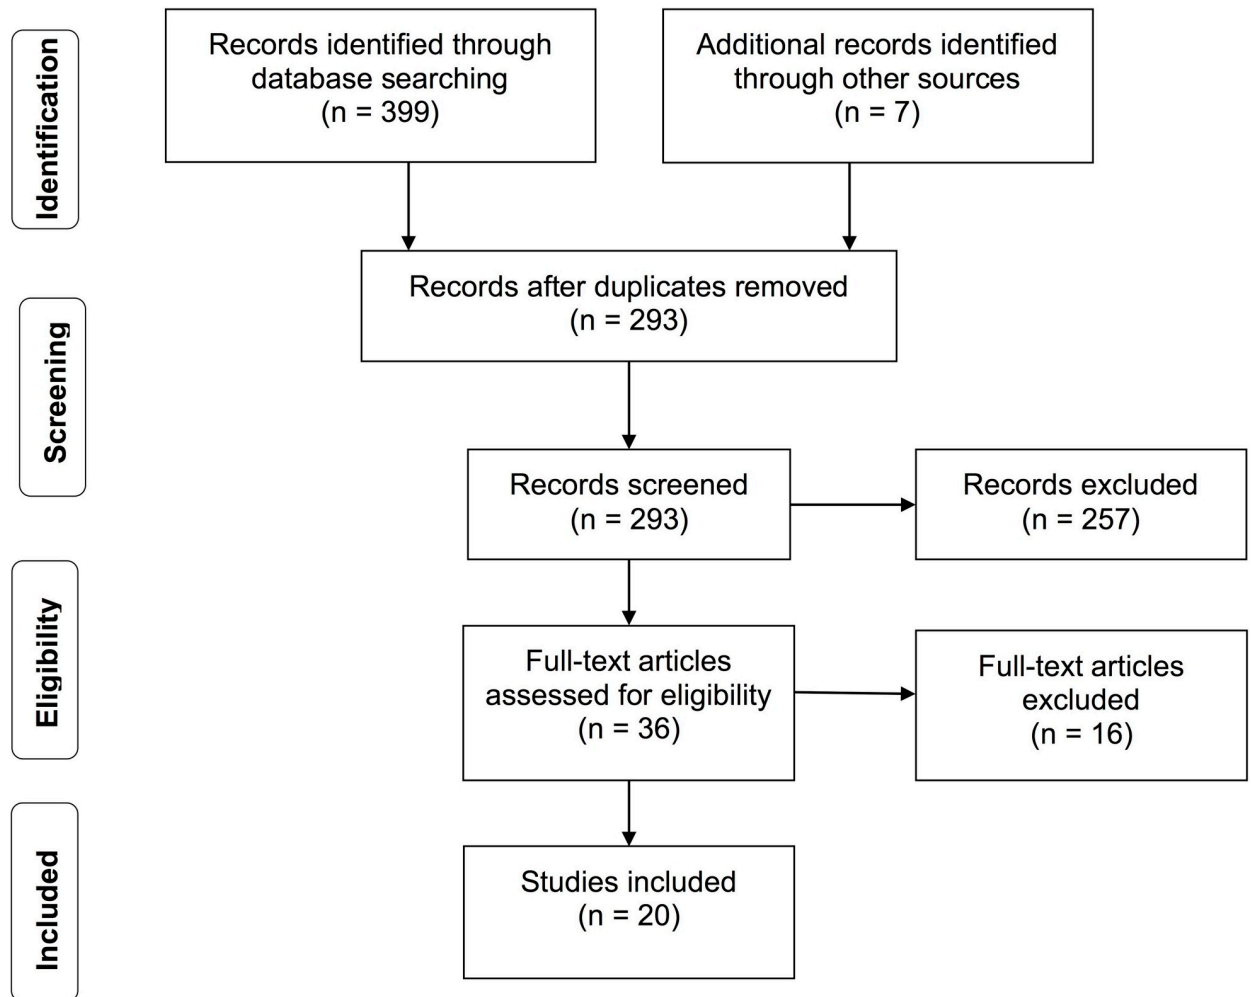 Identification
Records identified through
database searching
(n = 399)
Additional records identified
through other sources
(n = 7)
Screening
Records after duplicates removed
(n = 293)
Records screened
(n = 293)
Records excluded
(n = 257)
Eligibility
Full-text articles
assessed for eligibility
(n = 36)
Full-text articles
excluded
(n = 16)
Included
Studies included
(n = 20)